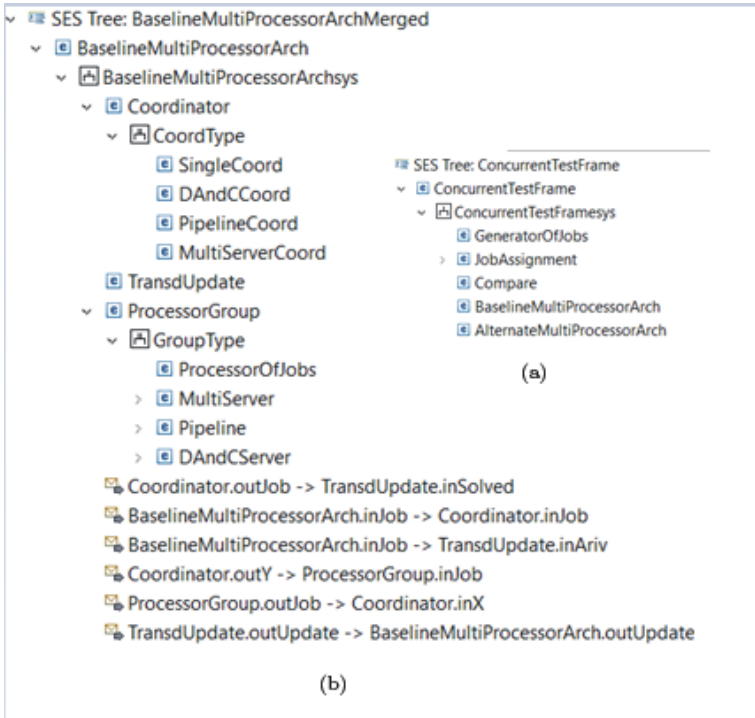 SES Tree: BaselineMultiProcessorArchMerged
BaselineMultiProcessorArch
BaselineMultiProcessorArchsys
Coordinator
CoordType
SingleCoord
DAndCCoord
PipelineCoord
MultiServerCoord
TransdUpdate
ProcessorGroup
GroupType
ProcessorOfJobs
MultiServer
Pipeline
DAndCServer
Coordinator.outJob -> TransdUpdate.inSolved
BaselineMultiProcessorArch.inJob -> Coordinator.inJob
BaselineMultiProcessorArch.inJob -> TransdUpdate.inAriv
Coordinator.outY -> ProcessorGroup.inJob
ProcessorGroup.outJob -> Coordinator.inX
TransdUpdate.outUpdate -> BaselineMultiProcessorArch.outUpdate
(b)
SES Tree: ConcurrentTestFrame
ConcurrentTestFrame
ConcurrentTestFramesys
GeneratorOfJobs
JobAssignment
Compare
BaselineMultiProcessorArch
AlternateMultiProcessorArch
(a)